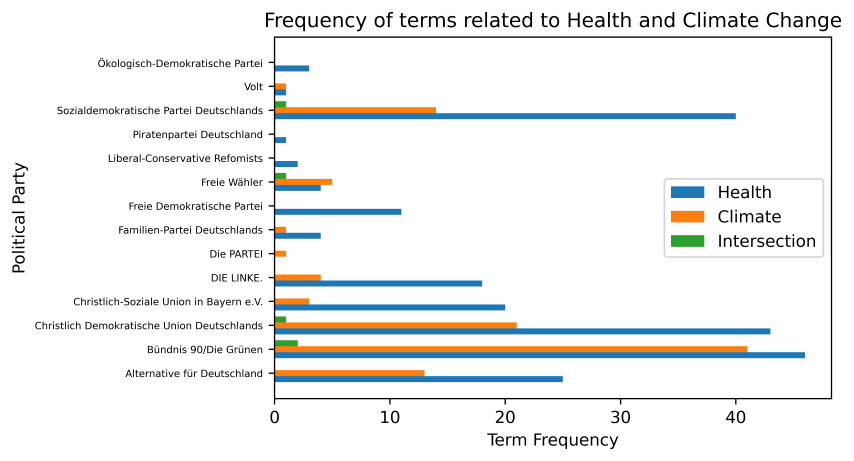 Frequency of terms related to Health and Climate Change
Political Party
Ökologisch-Demokratische Partei
Volt
Sozialdemokratische Partei Deutschlands
Piratenpartei Deutschland
Liberal-Conservative Refomists
Freie Wähler
Freie Demokratische Partei
Familien-Partei Deutschlands
Die PARTEI
DIE LINKE.
Christlich-Soziale Union in Bayern e.V.
Christlich Demokratische Union Deutschlands
Bündnis 90/Die Grünen
Alternative für Deutschland
Health
Climate
Intersection
0 10 20 30 40
Term Frequency